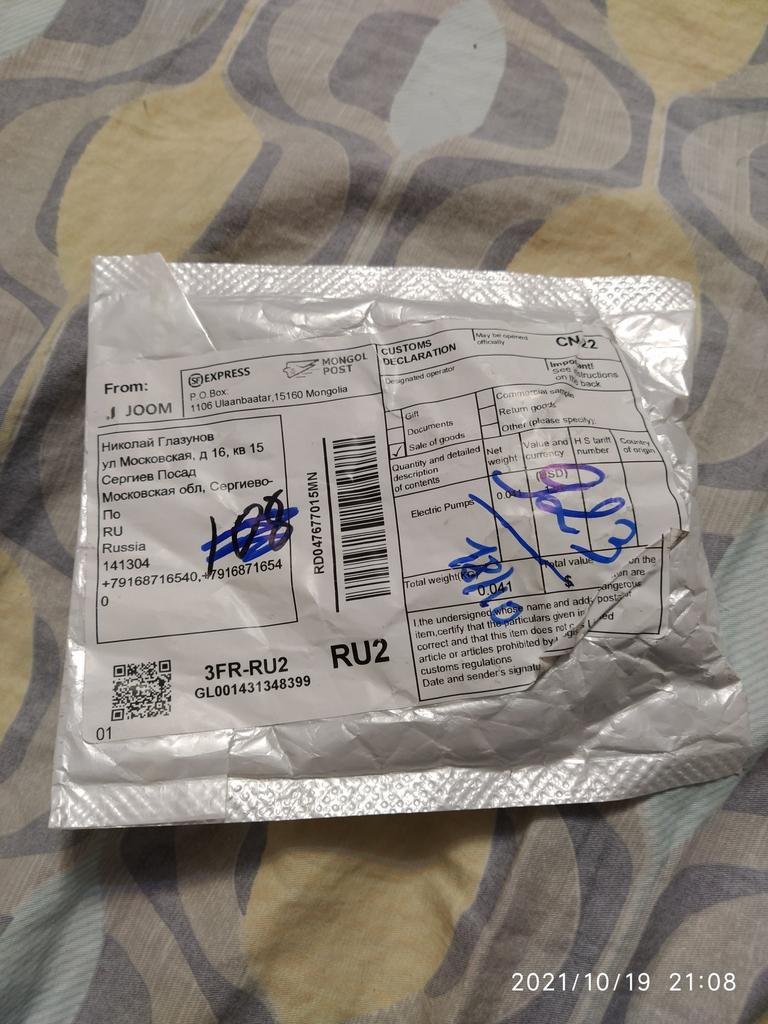 From:
JOOM
SF EXPRESS
MONGOL
POST
P.O.Box:
1106 Ulaanbaatar,15160 Mongolia
Николай Глазунов
ул Московская, д 16, кв 15
Сергиев Посад
Московская обл, Сергиево-
По
RU
Russia
141304
+79168716540,+7916871654
0
108
RD047677015MN
3FR-RU2
GL001431348399
RU2
01
CUSTOMS
DECLARATION
May be opened
officially
CN22
Designated operator
Important!
See instructions
on the back
Gift
Documents
Sale of goods
Commercial sample
Return goods
Other (please specify):
Quantity and detailed
description
of contents
Net
weight
Value and
currency
(USD)
H S tariff
number
Country
of origin
Electric Pumps
0.041
Total weight
0.041
Total value
$
I,the undersigned whose name and
item,certify that the particulars given in
correct and that this item does not
article or articles prohibited by
customs regulations
Date and sender's
2021/10/19 21:08